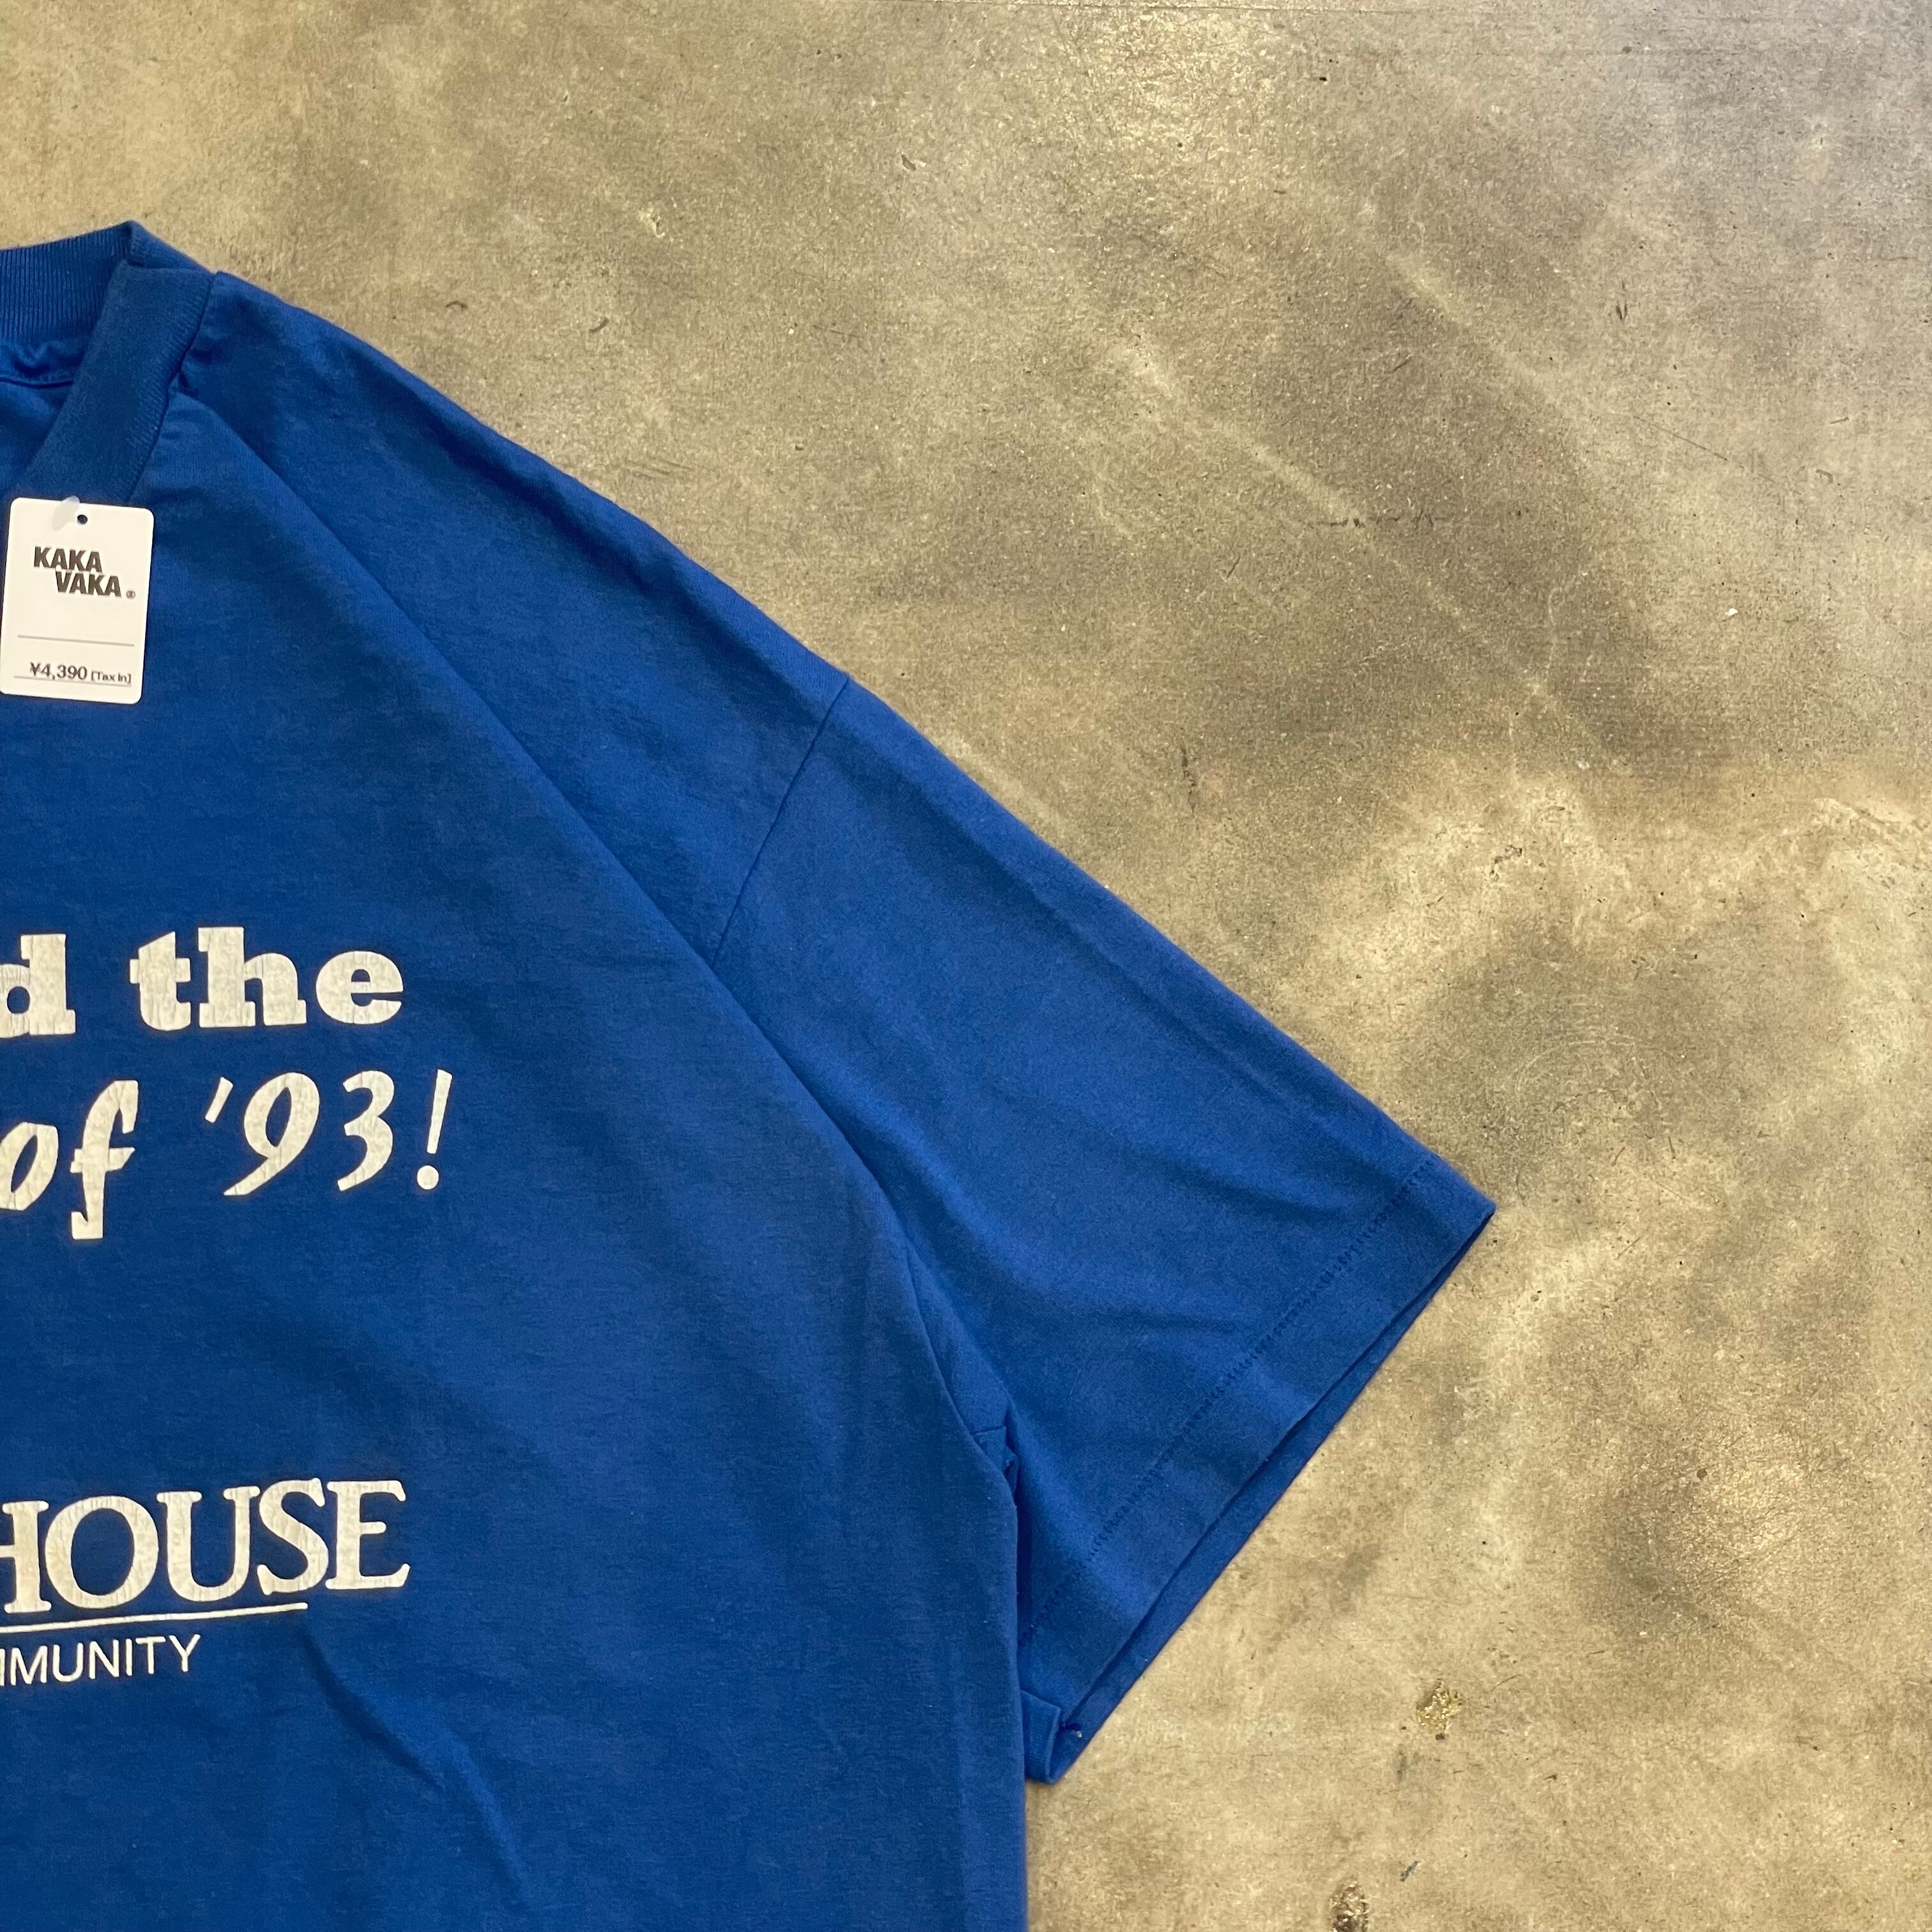 KAKA
VAKA®
¥4,390 [Tax In]
d the
of '93!
HOUSE
MMUNITY